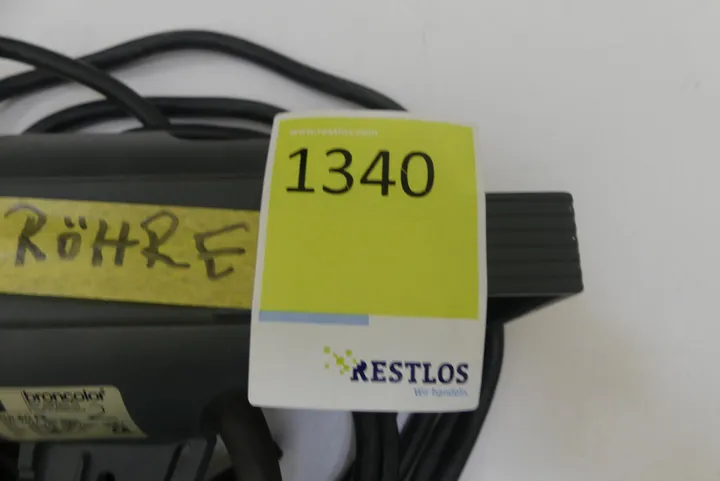 www.restlos.com
1340
RÖHRE
RESTLOS
Wir handeln.
broncolor